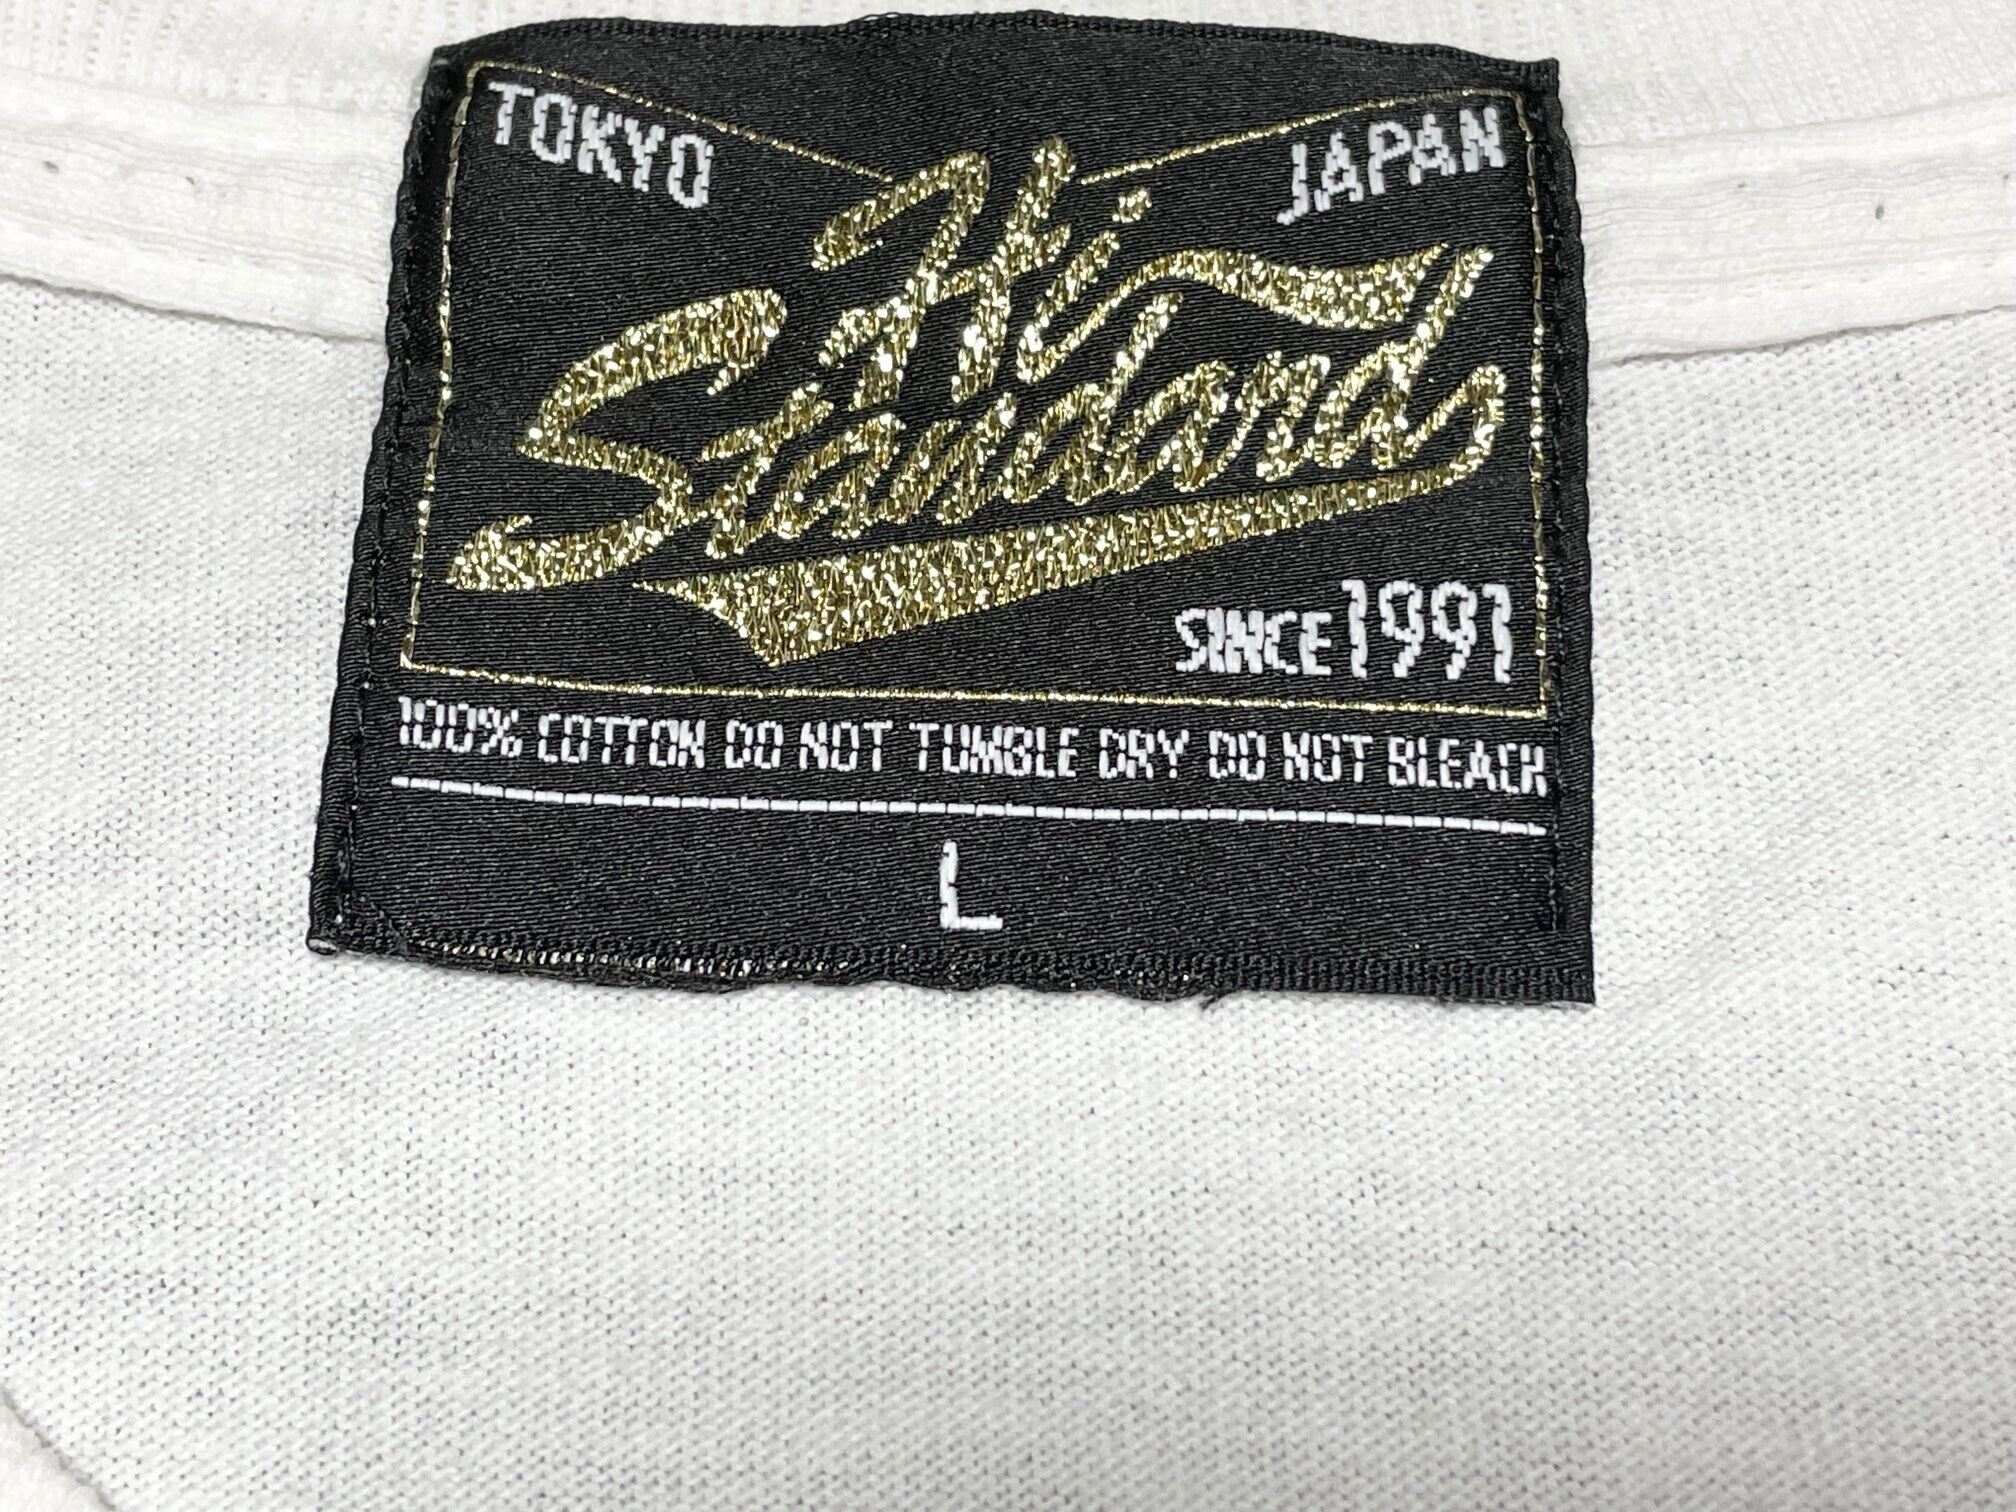 TOKYO JAPAN
Hi
Standard
SINCE 1991
100% COTTON DO NOT TUMBLE DRY DO NOT BLEACH
L